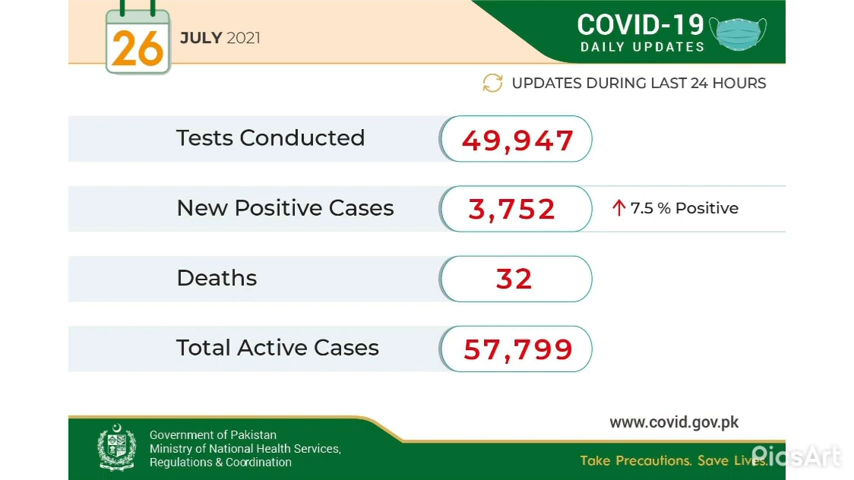 26
JULY 2021
COVID-19
DAILY UPDATES
UPDATES DURING LAST 24 HOURS
Tests Conducted 49,947
New Positive Cases 3,752 ↑ 7.5 % Positive
Deaths 32
Total Active Cases 57,799
www.covid.gov.pk
Government of Pakistan
Ministry of National Health Services,
Regulations & Coordination
Take Precautions. Save Lives.
PicsArt